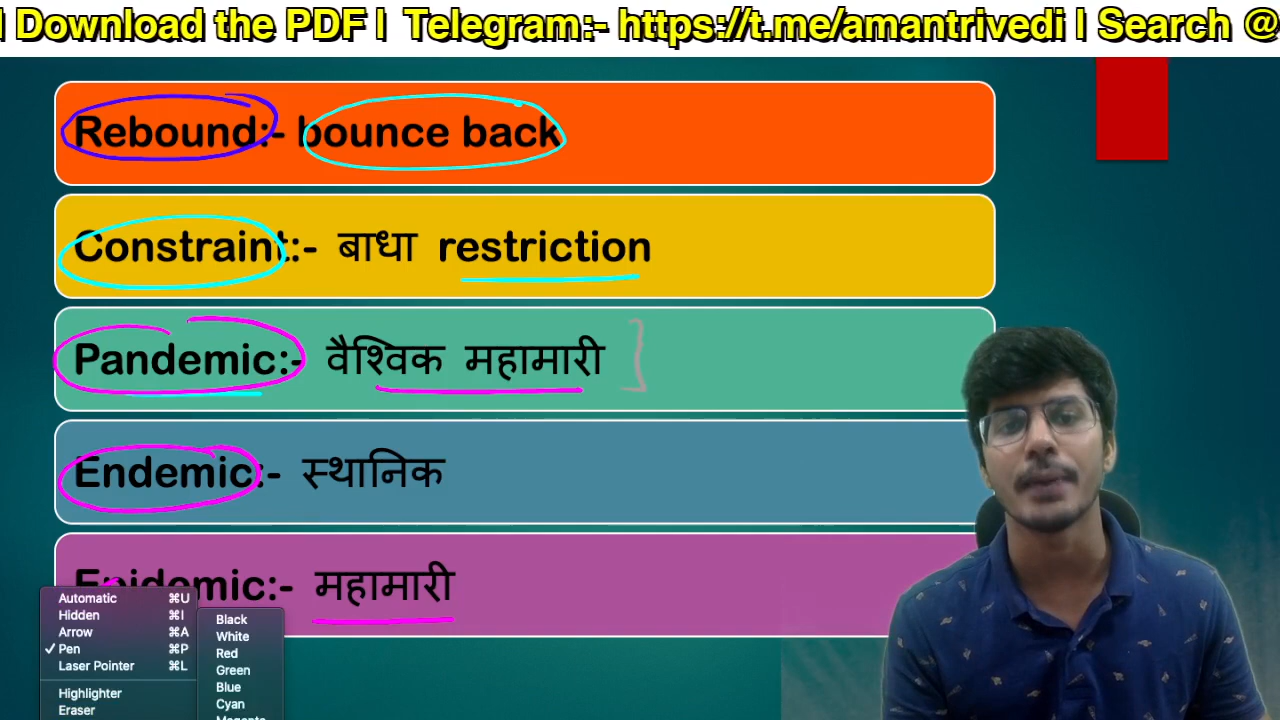 Download the PDF | Telegram:- https://t.me/amantrivedi | Search @
Rebound:- bounce back
Constraint:- बाधा restriction
Pandemic:- वैश्विक महामारी
Endemic:- स्थानिक
Epidemic:- महामारी
Automatic ⌘U
Hidden ⌘I
Arrow ⌘A
✓ Pen ⌘P
Laser Pointer ⌘L
Highlighter
Eraser
Black
White
Red
Green
Blue
Cyan
Magenta